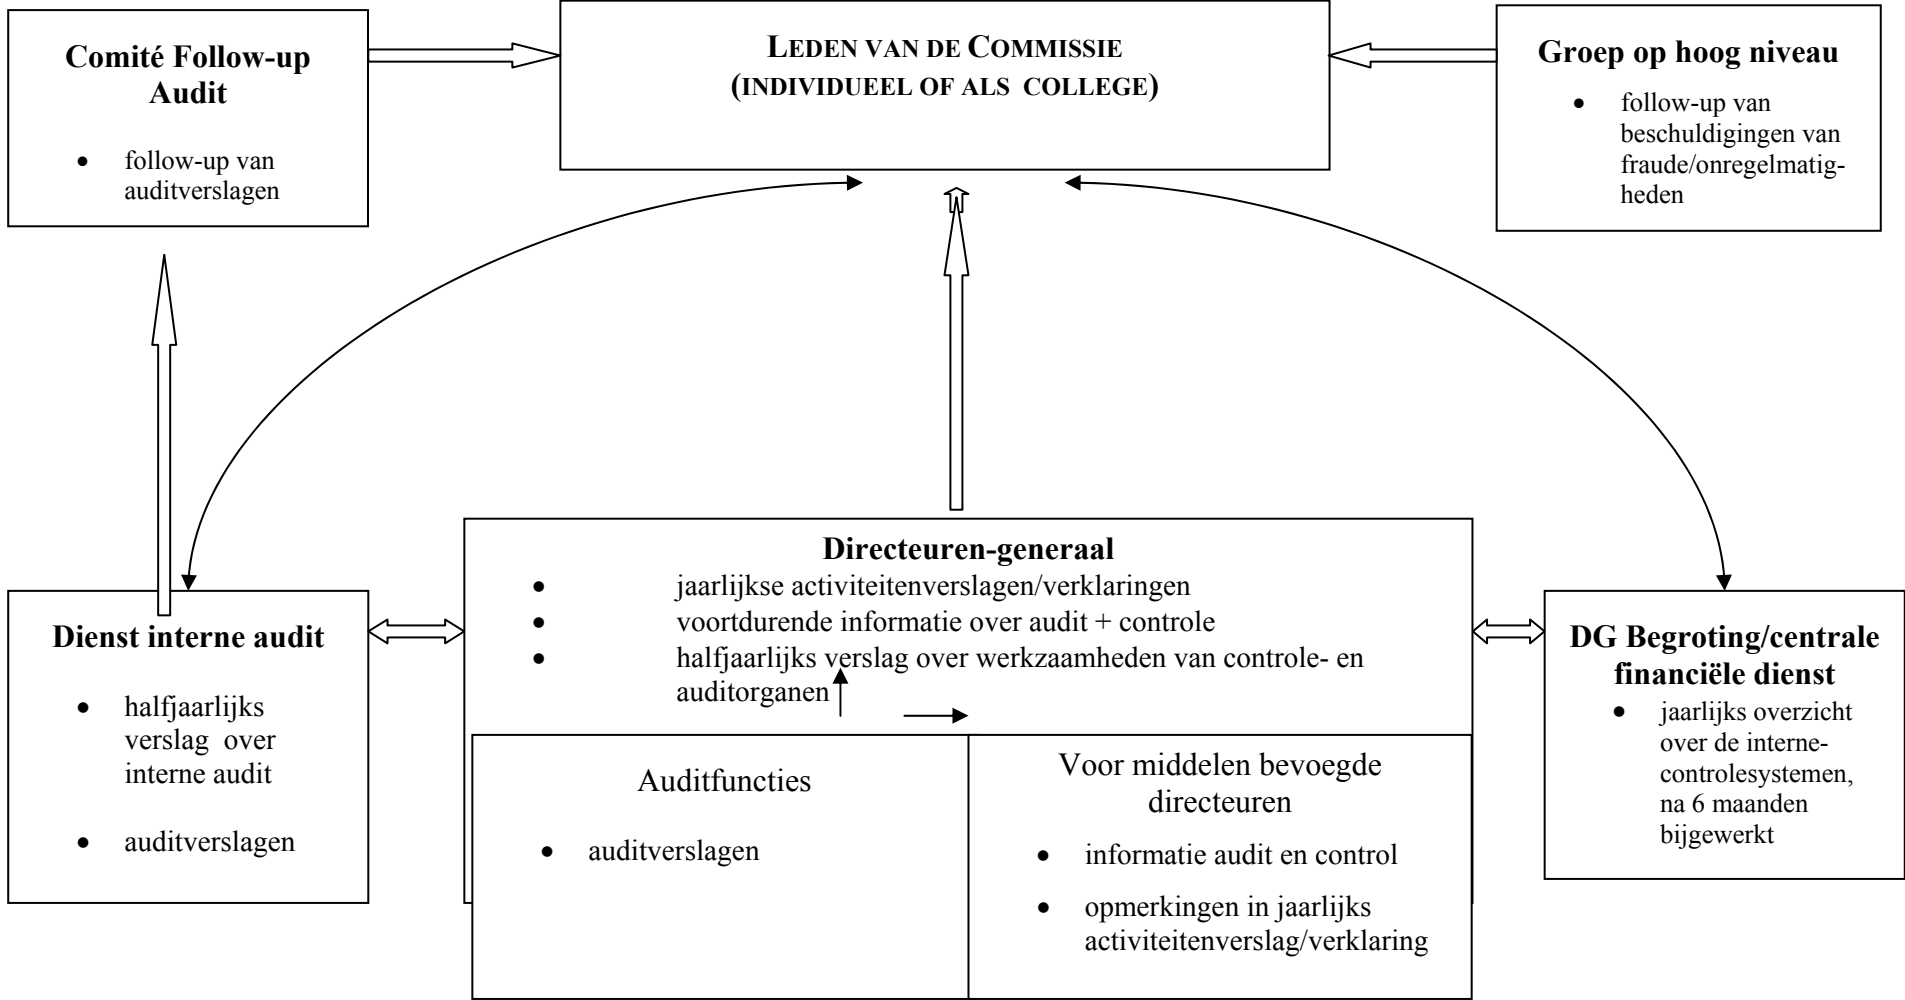 Comité Follow-up
Audit
• follow-up van
auditverslagen
LEDEN VAN DE COMMISSIE
(INDIVIDUEEL OF ALS COLLEGE)
Groep op hoog niveau
• follow-up van
beschuldigingen van
fraude/onregelmatig-
heden
Dienst interne audit
• halfjaarlijks
verslag over
interne audit
• auditverslagen
Directeuren-generaal
• jaarlijkse activiteitenverslagen/verklaringen
• voortdurende informatie over audit + controle
• halfjaarlijks verslag over werkzaamheden van controle- en
auditorganen
Auditfuncties
• auditverslagen
Voor middelen bevoegde
directeuren
• informatie audit en control
• opmerkingen in jaarlijks
activiteitenverslag/verklaring
DG Begroting/centrale
financiële dienst
• jaarlijks overzicht
over de interne-
controlesystemen,
na 6 maanden
bijgewerkt